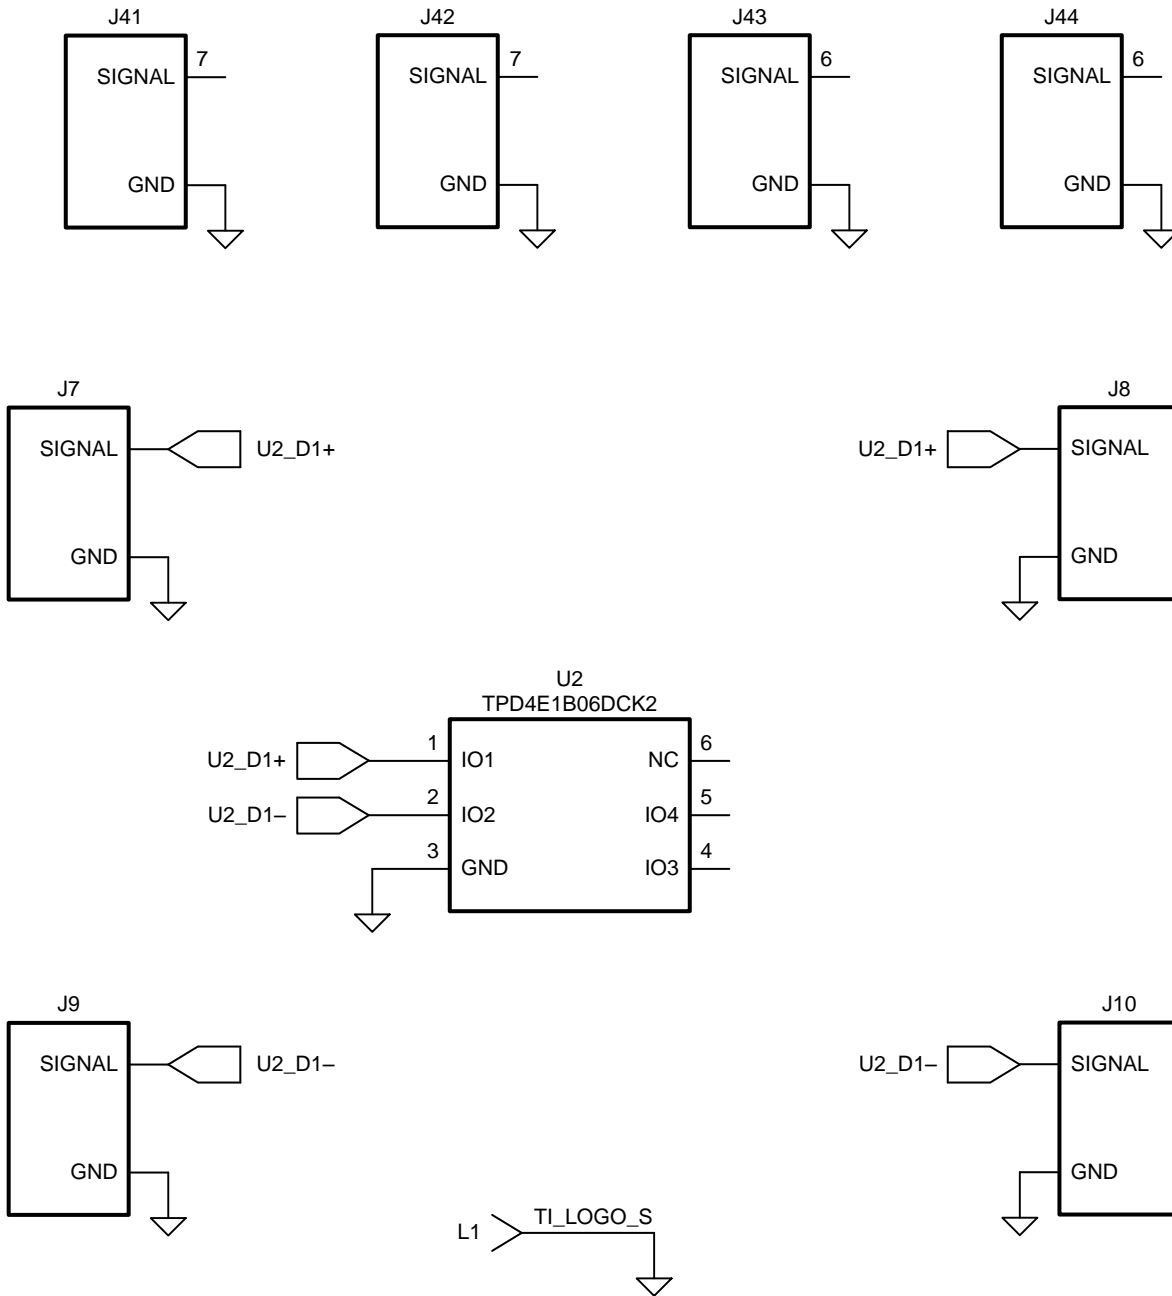 J41 J42 J43 J44
7 7 6 6
SIGNAL SIGNAL SIGNAL SIGNAL
GND GND GND GND
J7 J8
SIGNAL U2_D1+ U2_D1+ SIGNAL
GND GND
U2
TPD4E1B06DCK2
U2_D1+ 1 IO1 NC 6
U2_D1– 2 IO2 IO4 5
3 GND IO3 4
J9 J10
SIGNAL U2_D1– U2_D1– SIGNAL
GND GND
L1 TI_LOGO_S